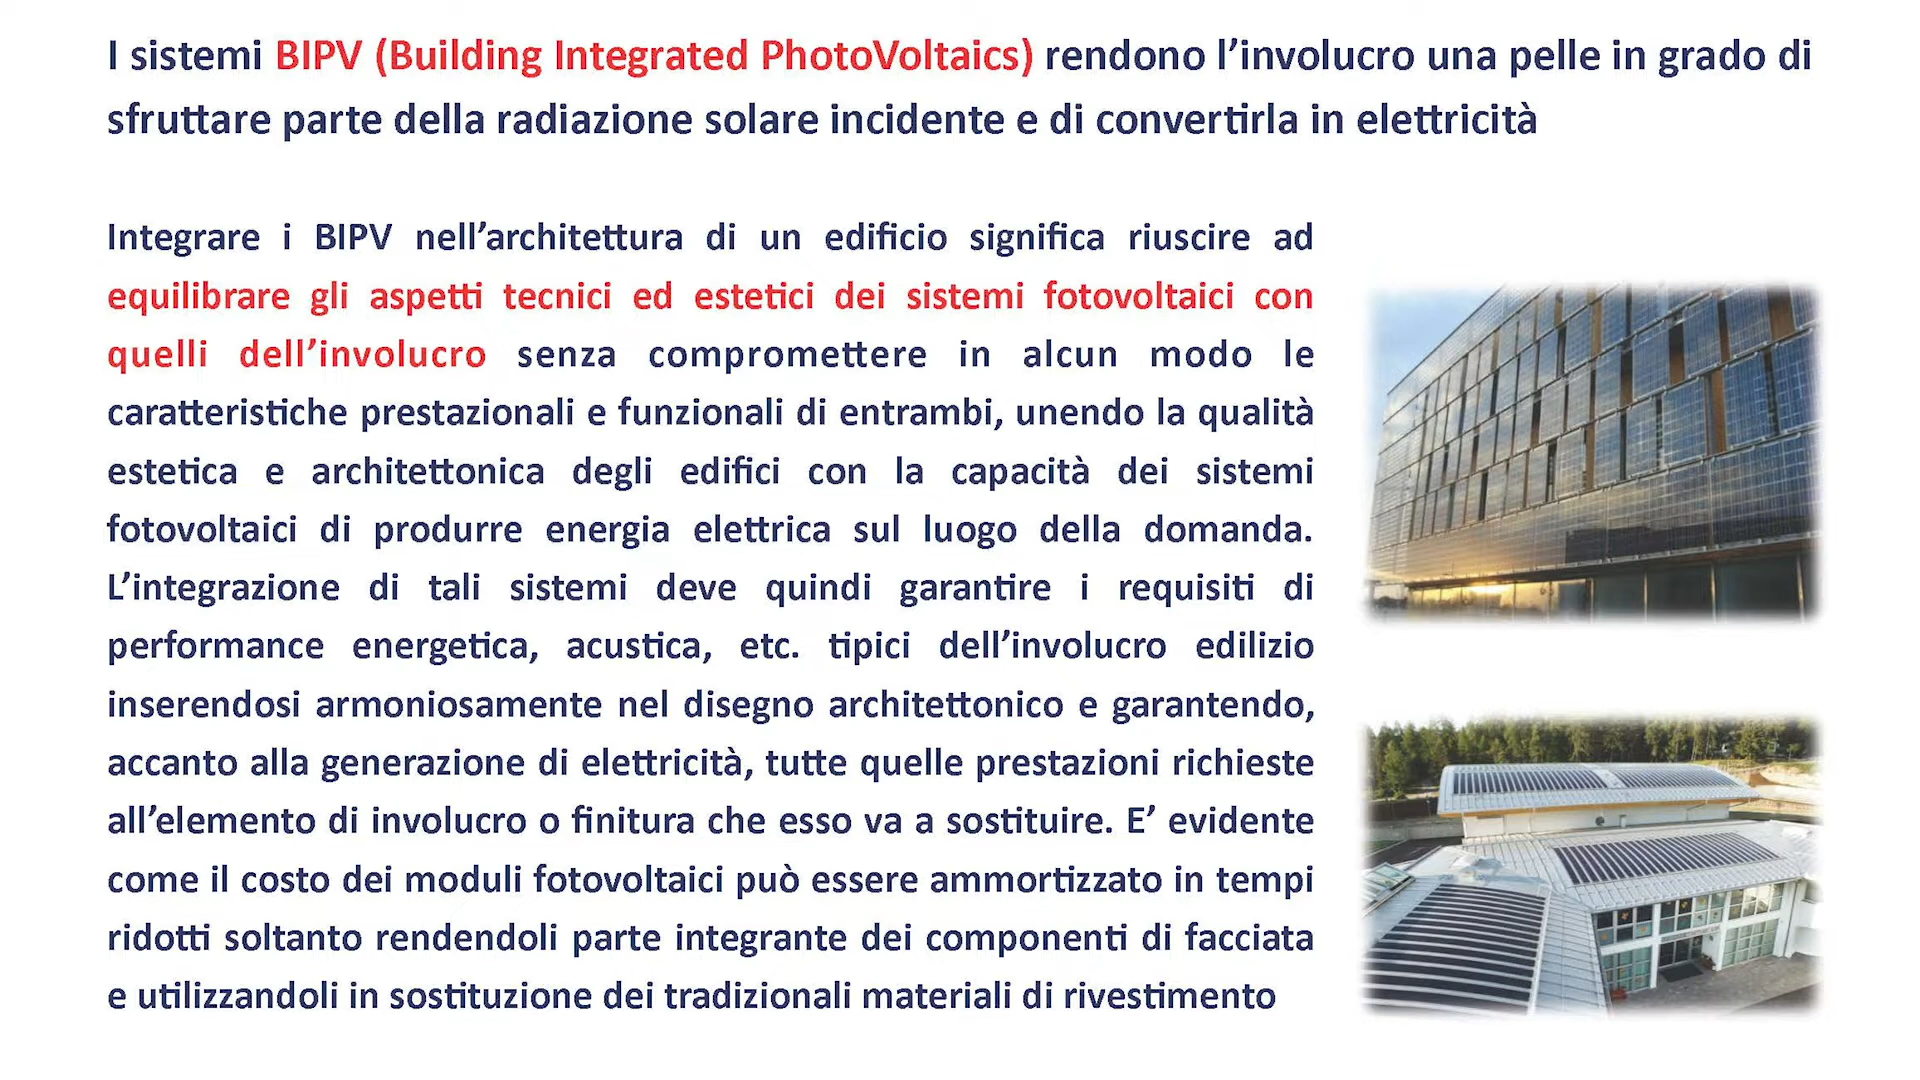 I sistemi BIPV (Building Integrated PhotoVoltaics) rendono l’involucro una pelle in grado di
sfruttare parte della radiazione solare incidente e di convertirla in elettricità
Integrare i BIPV nell’architettura di un edificio significa riuscire ad
equilibrare gli aspetti tecnici ed estetici dei sistemi fotovoltaici con
quelli dell’involucro senza compromettere in alcun modo le
caratteristiche prestazionali e funzionali di entrambi, unendo la qualità
estetica e architettonica degli edifici con la capacità dei sistemi
fotovoltaici di produrre energia elettrica sul luogo della domanda.
L’integrazione di tali sistemi deve quindi garantire i requisiti di
performance energetica, acustica, etc. tipici dell’involucro edilizio
inserendosi armoniosamente nel disegno architettonico e garantendo,
accanto alla generazione di elettricità, tutte quelle prestazioni richieste
all’elemento di involucro o finitura che esso va a sostituire. E’ evidente
come il costo dei moduli fotovoltaici può essere ammortizzato in tempi
ridotti soltanto rendendoli parte integrante dei componenti di facciata
e utilizzandoli in sostituzione dei tradizionali materiali di rivestimento